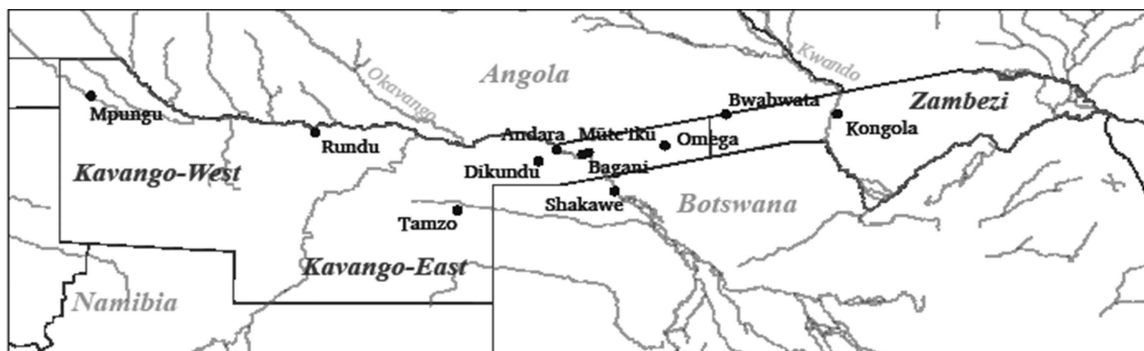 Angola
Okavango
Kwando
Mpungu
Bwabwata
Zambezi
Rundu
Andara
Mũtc'iku
Omega
Kongola
Kavango-West
Dikundu
Bagani
Shakawe
Botswana
Tamzo
Kavango-East
Namibia